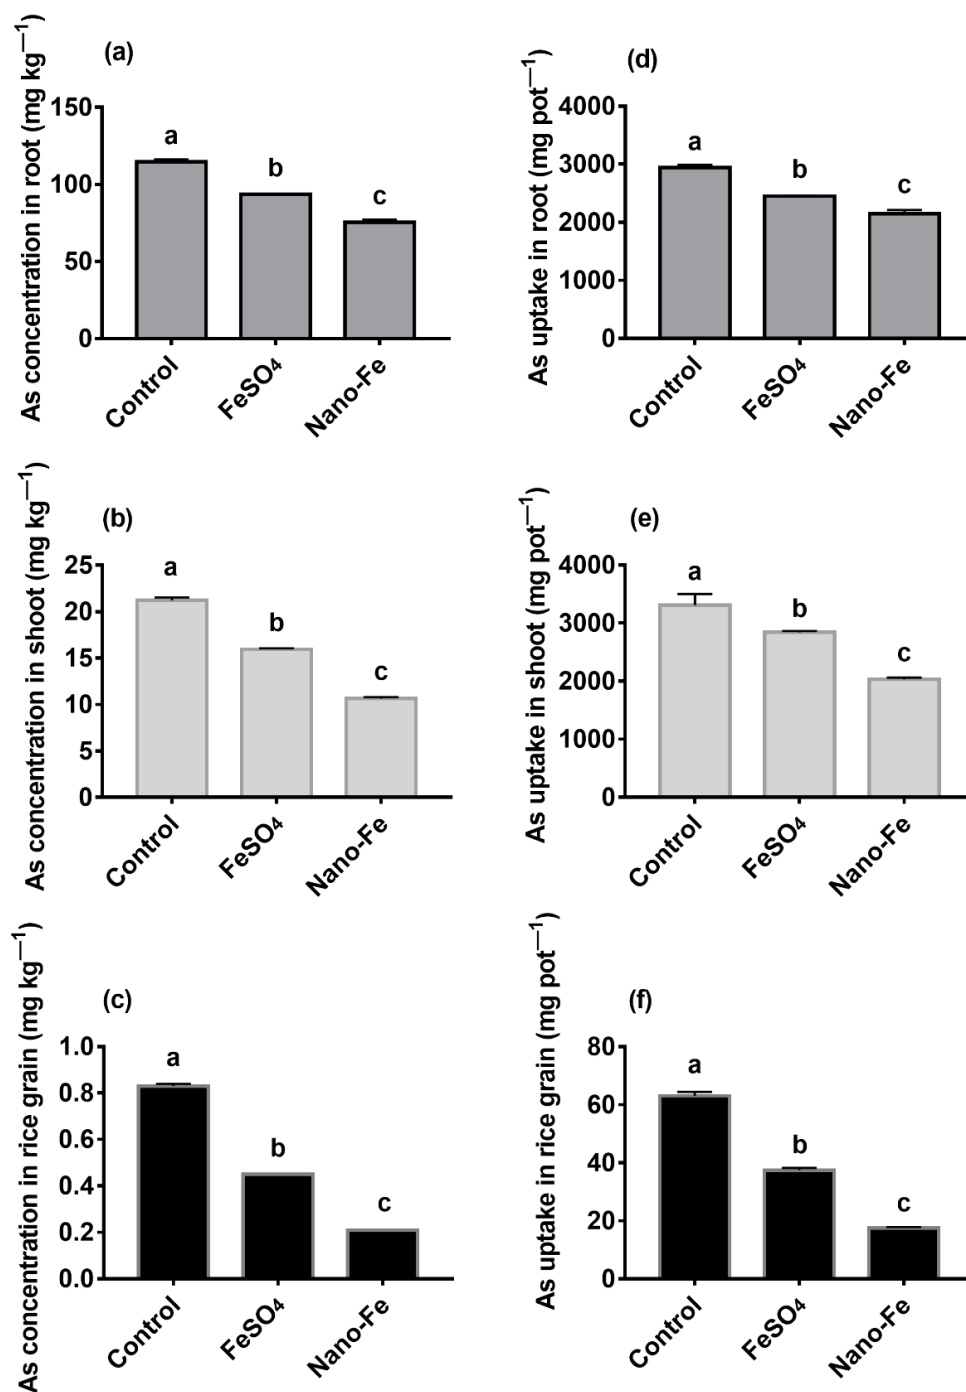 (a)
As concentration in root (mg kg⁻¹)
150
100
50
0
a
b
c
Control
FeSO₄
Nano-Fe
(d)
As uptake in root (mg pot⁻¹)
4000
3000
2000
1000
0
a
b
c
Control
FeSO₄
Nano-Fe
(b)
As concentration in shoot (mg kg⁻¹)
25
20
15
10
5
0
a
b
c
Control
FeSO₄
Nano-Fe
(e)
As uptake in shoot (mg pot⁻¹)
4000
3000
2000
1000
0
a
b
c
Control
FeSO₄
Nano-Fe
(c)
As concentration in rice grain (mg kg⁻¹)
1.0
0.8
0.6
0.4
0.2
0.0
a
b
c
Control
FeSO₄
Nano-Fe
(f)
As uptake in rice grain (mg pot⁻¹)
80
60
40
20
0
a
b
c
Control
FeSO₄
Nano-Fe